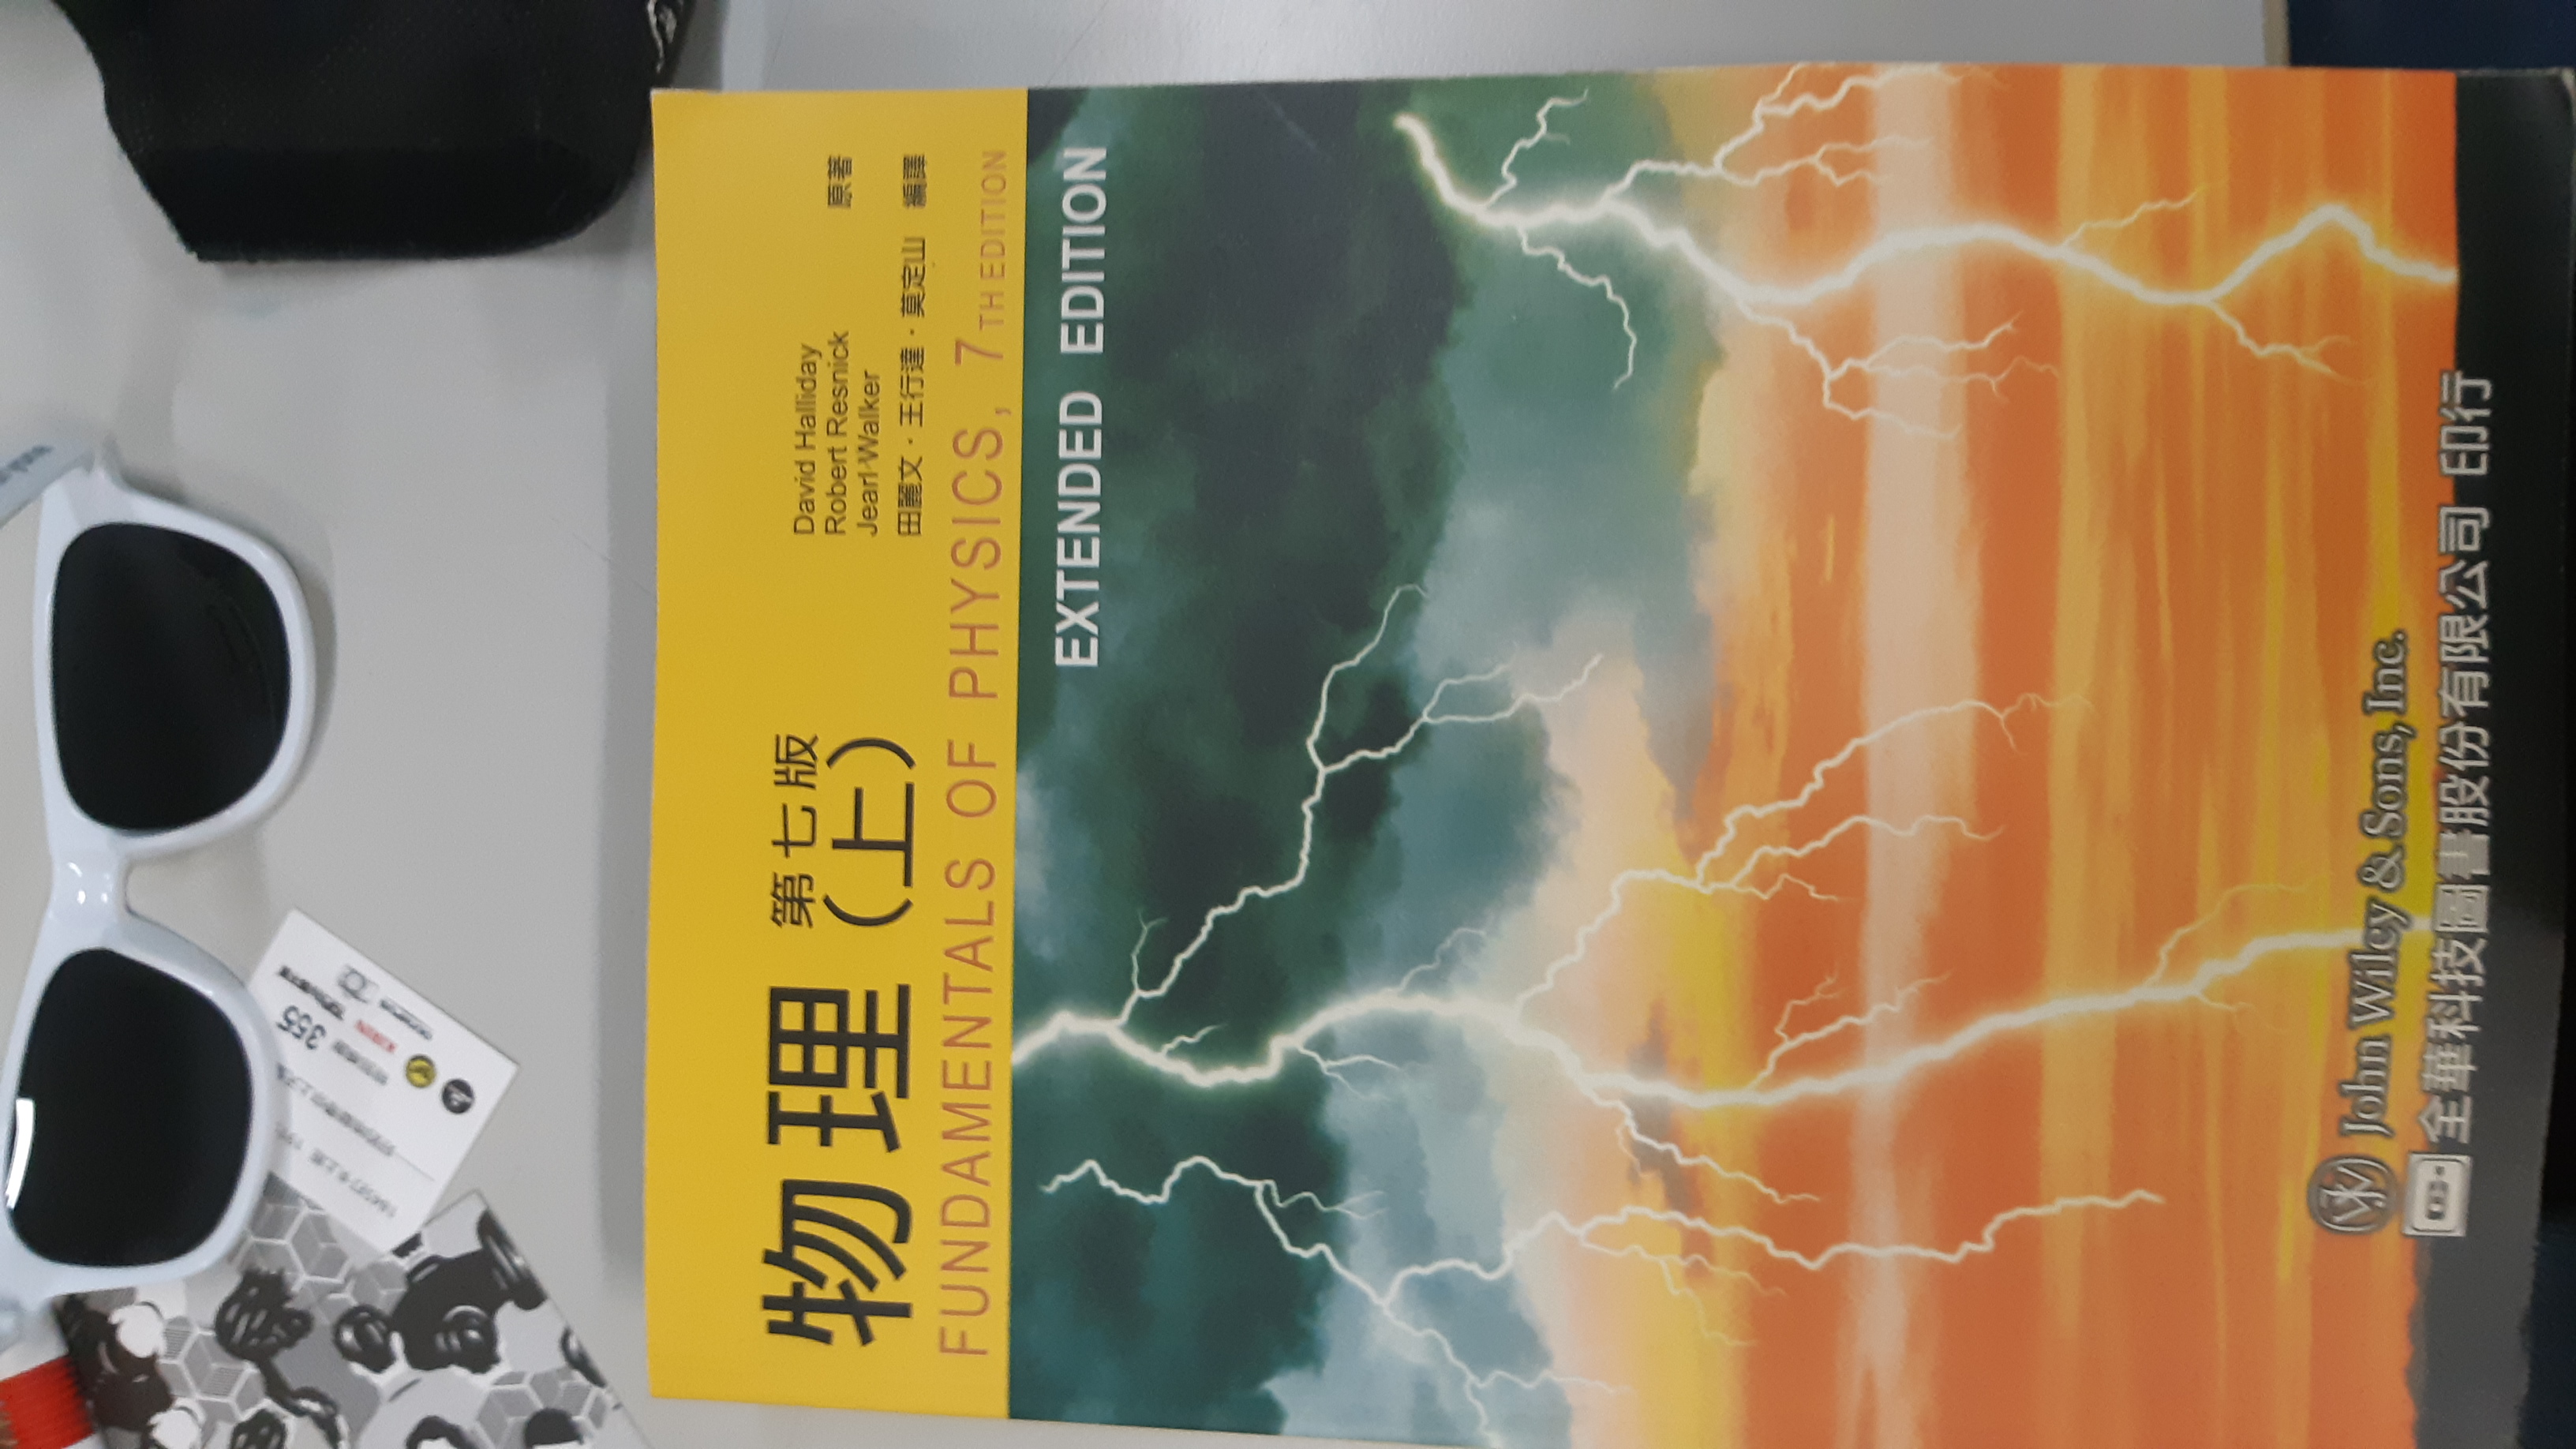 355
KIRIN
物理 第七版
（上）
David Halliday
Robert Resnick
Jearl Walker
原著
田麗文·王行達·莫定山 編譯
FUNDAMENTALS OF PHYSICS, 7TH EDITION
EXTENDED EDITION
John Wiley & Sons, Inc.
全華科技圖書股份有限公司 印行